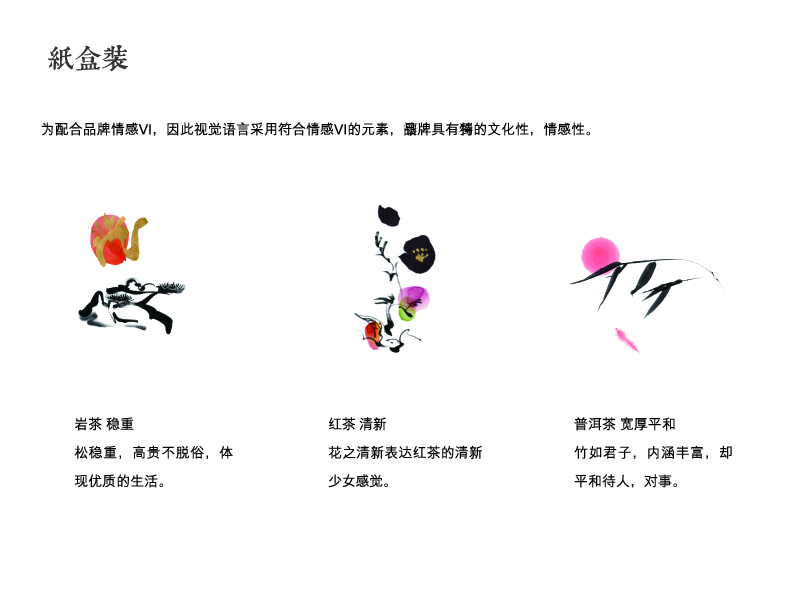 紙盒装
为配合品牌情感VI，因此视觉语言采用符合情感VI的元素，牌具有的文化性，情感性。
岩茶 稳重
松稳重，高贵不脱俗，体
现优质的生活。
红茶 清新
花之清新表达红茶的清新
少女感觉。
普洱茶 宽厚平和
竹如君子，内涵丰富，却
平和待人，对事。